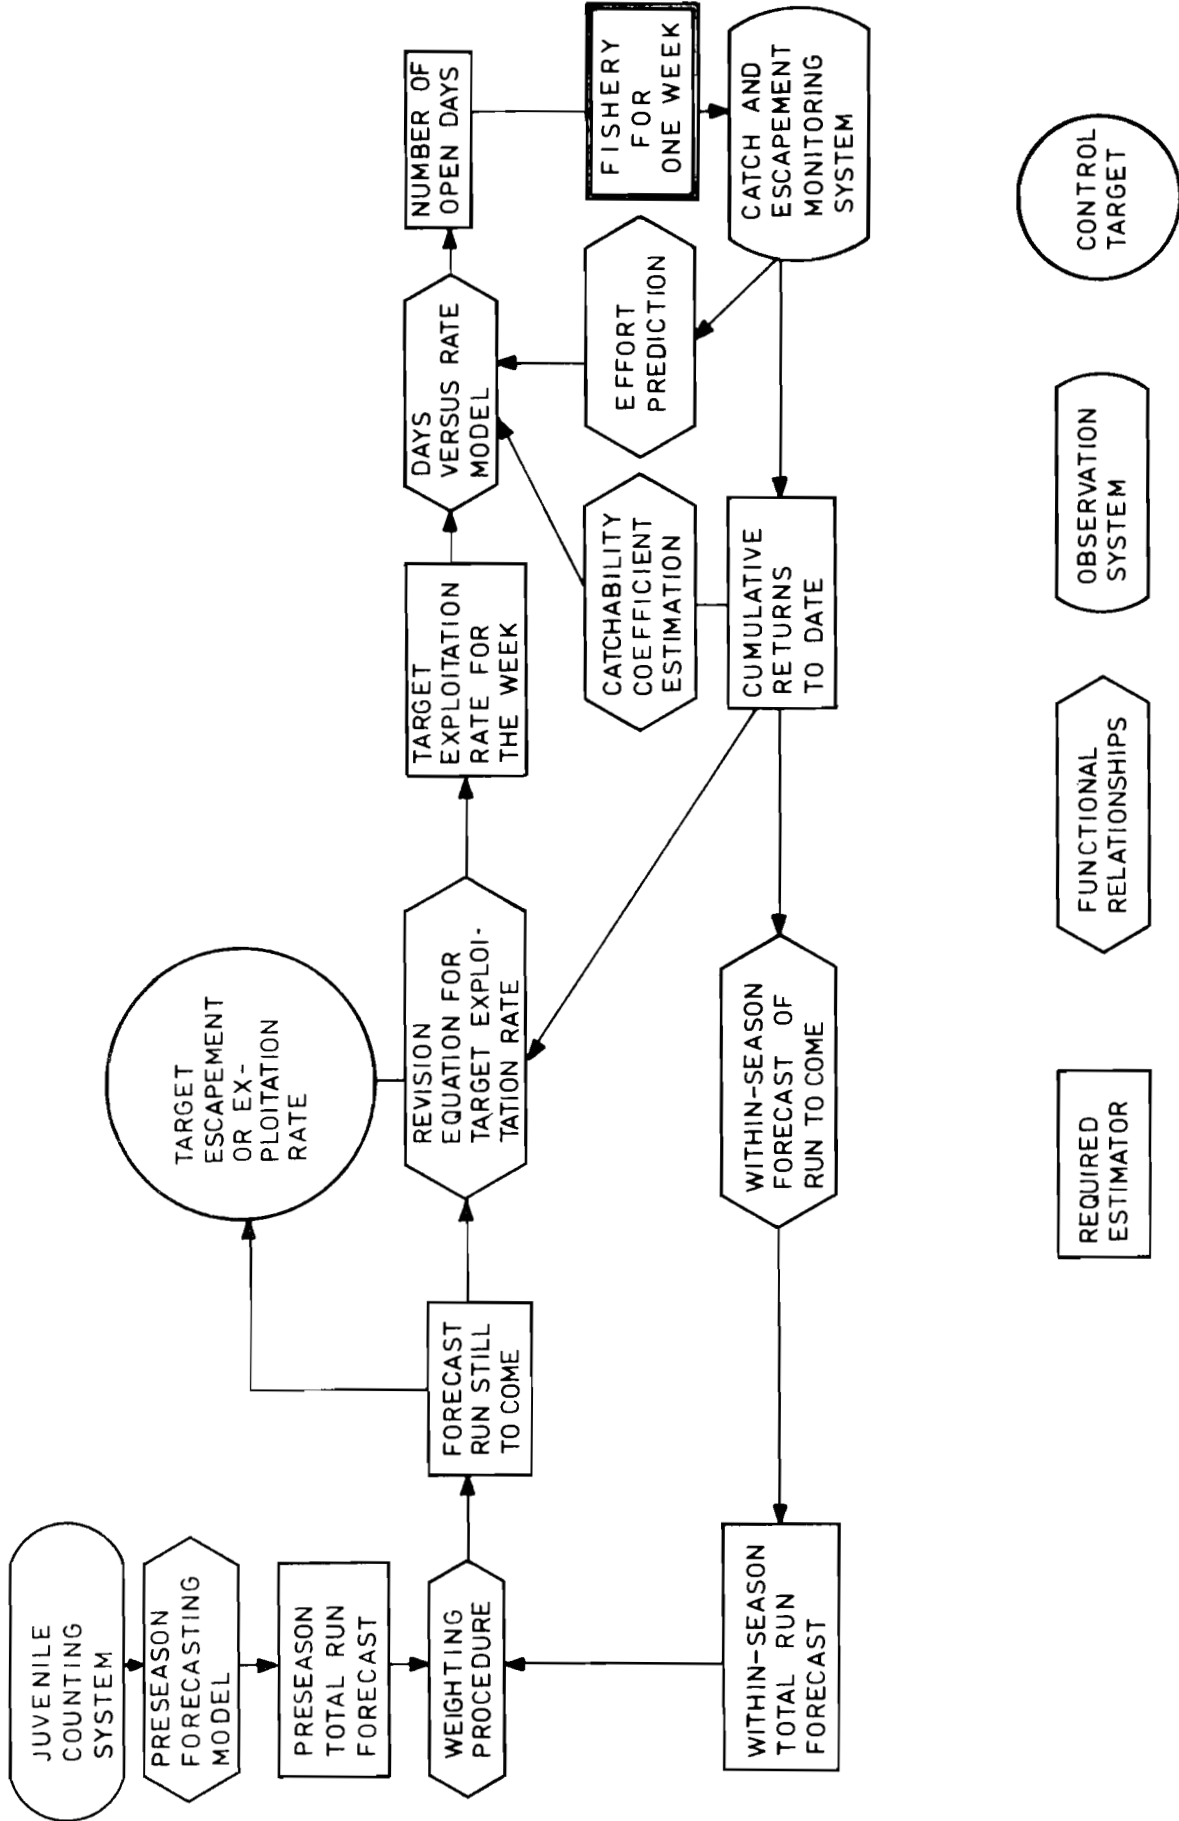 JUVENILE
COUNTING
SYSTEM
PRESEASON
FORECASTING
MODEL
PRESEASON
TOTAL RUN
FORECAST
WEIGHTING
PROCEDURE
WITHIN-SEASON
TOTAL RUN
FORECAST
FORECAST
RUN STILL
TO COME
TARGET
ESCAPEMENT
OR EX-
PLOITATION
RATE
REVISION
EQUATION FOR
TARGET EXPLOI-
TATION RATE
WITHIN-SEASON
FORECAST OF
RUN TO COME
TARGET
EXPLOITATION
RATE FOR
THE WEEK
CATCHABILITY
COEFFICIENT
ESTIMATION
CUMULATIVE
RETURNS
TO DATE
DAYS
VERSUS RATE
MODEL
EFFORT
PREDICTION
NUMBER OF
OPEN DAYS
FISHERY
FOR
ONE WEEK
CATCH AND
ESCAPEMENT
MONITORING
SYSTEM
REQUIRED
ESTIMATOR
FUNCTIONAL
RELATIONSHIPS
OBSERVATION
SYSTEM
CONTROL
TARGET